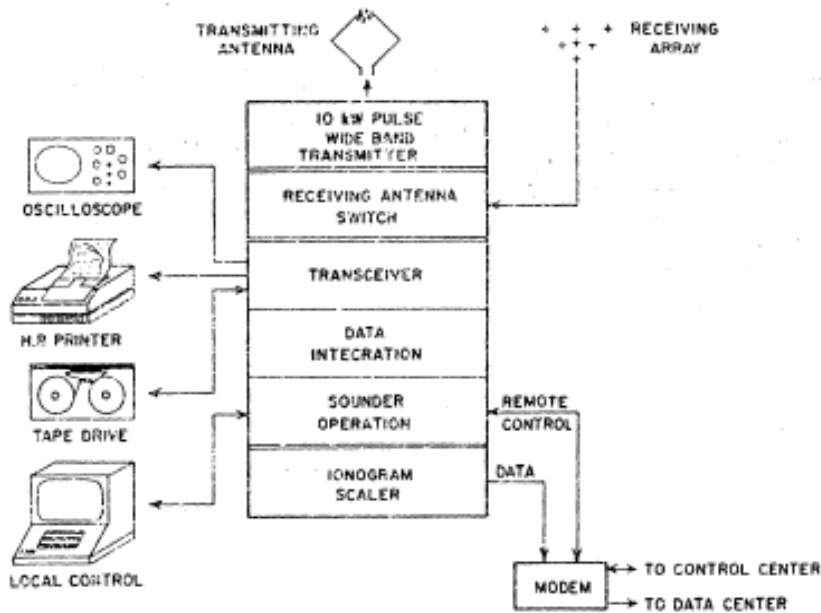 TRANSMITTING
ANTENNA
RECEIVING
ARRAY
10 kW PULSE
WIDE BAND
TRANSMITTER
OSCILLOSCOPE
RECEIVING ANTENNA
SWITCH
TRANSCEIVER
H.R PRINTER
DATA
INTEGRATION
TAPE DRIVE
SOUNDER
OPERATION
REMOTE
CONTROL
IONOGRAM
SCALER
DATA
LOCAL CONTROL
MODEM
TO CONTROL CENTER
TO DATA CENTER